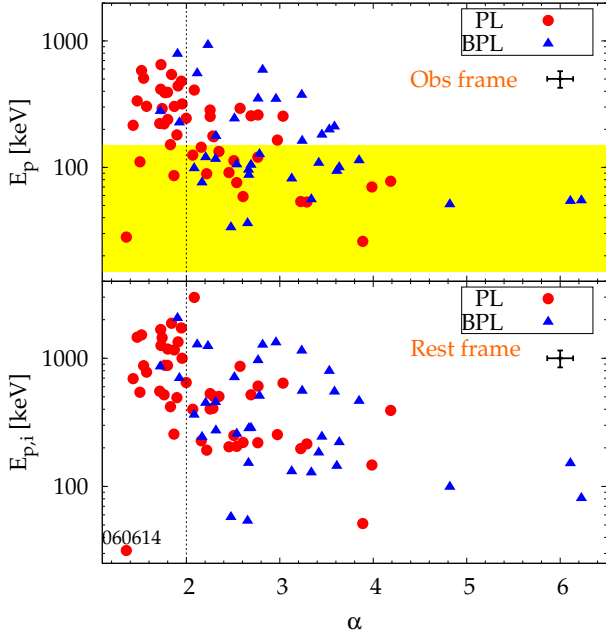 PL
BPL
Obs frame
1000
100
E_p [keV]
PL
BPL
Rest frame
1000
100
E_p,i [keV]
060614
2 3 4 5 6
α